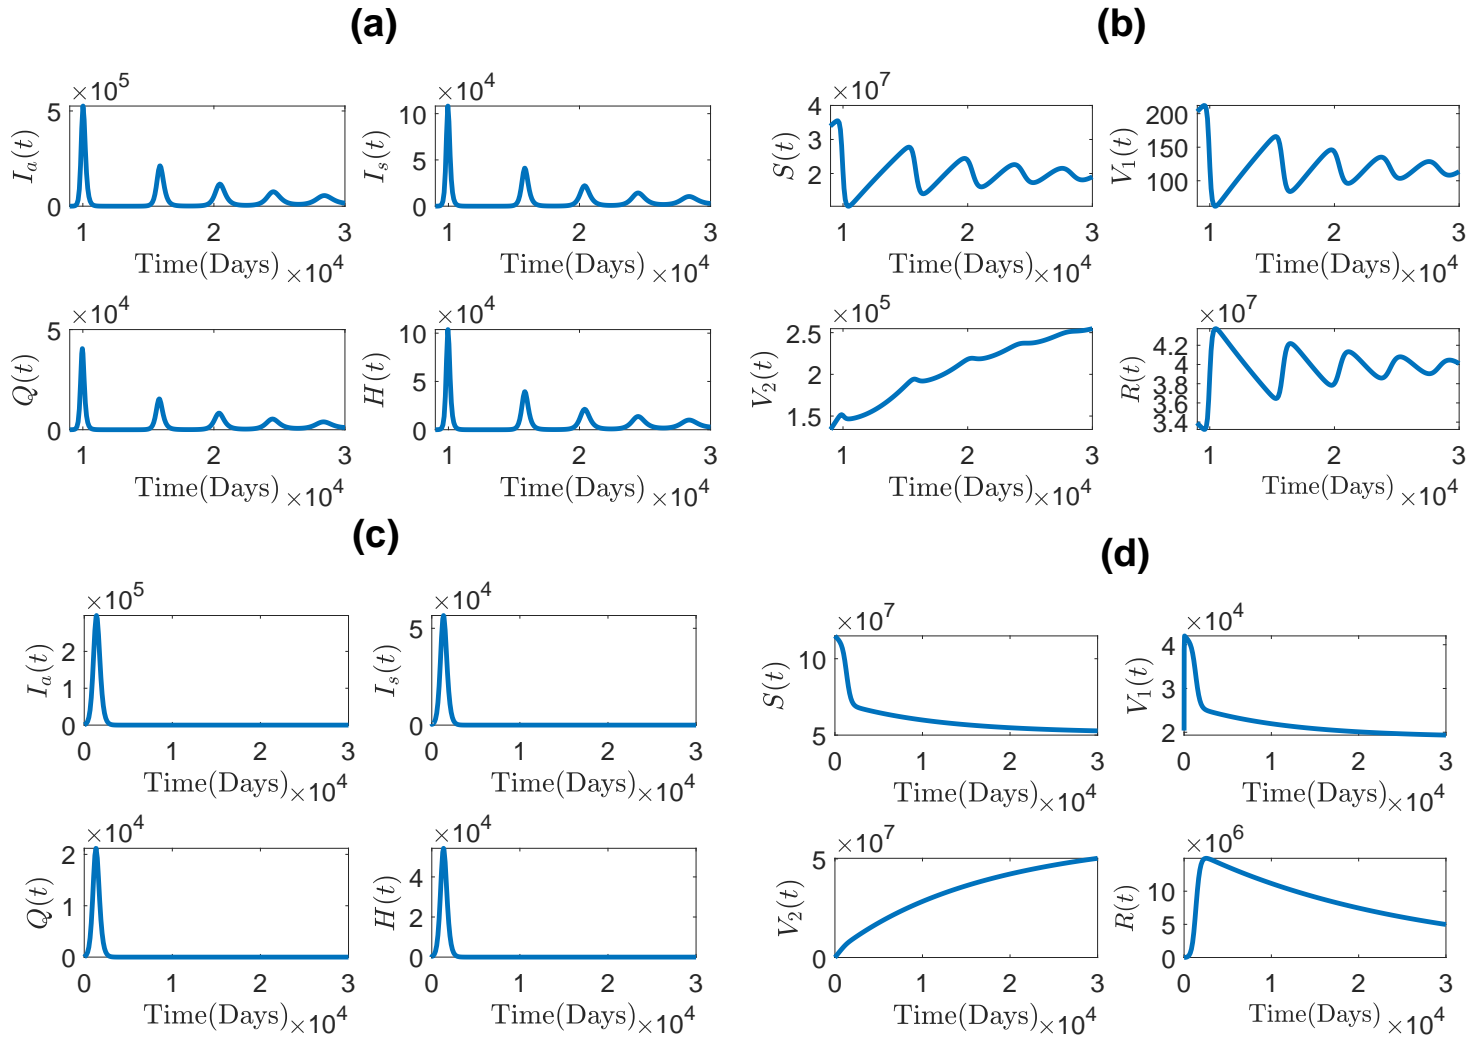 (a)
×10^5
I_a(t)
5
0
1 2 3
Time(Days) ×10^4
×10^4
I_s(t)
10
5
0
1 2 3
Time(Days) ×10^4
×10^4
Q(t)
5
0
1 2 3
Time(Days) ×10^4
×10^4
H(t)
10
5
0
1 2 3
Time(Days) ×10^4
(b)
×10^7
S(t)
4
3
2
1 2 3
Time(Days) ×10^4
V_1(t)
200
150
100
1 2 3
Time(Days) ×10^4
×10^5
V_2(t)
2.5
2
1.5
1 2 3
Time(Days) ×10^4
×10^7
R(t)
4.2
4
3.8
3.6
3.4
1 2 3
Time(Days) ×10^4
(c)
×10^5
I_a(t)
2
1
0
0 1 2 3
Time(Days) ×10^4
×10^4
I_s(t)
5
0
0 1 2 3
Time(Days) ×10^4
×10^4
Q(t)
2
1
0
0 1 2 3
Time(Days) ×10^4
×10^4
H(t)
4
2
0
0 1 2 3
Time(Days) ×10^4
(d)
×10^7
S(t)
10
5
0 1 2 3
Time(Days) ×10^4
×10^4
V_1(t)
4
3
2
0 1 2 3
Time(Days) ×10^4
×10^7
V_2(t)
5
0
0 1 2 3
Time(Days) ×10^4
×10^6
R(t)
10
5
0
0 1 2 3
Time(Days) ×10^4